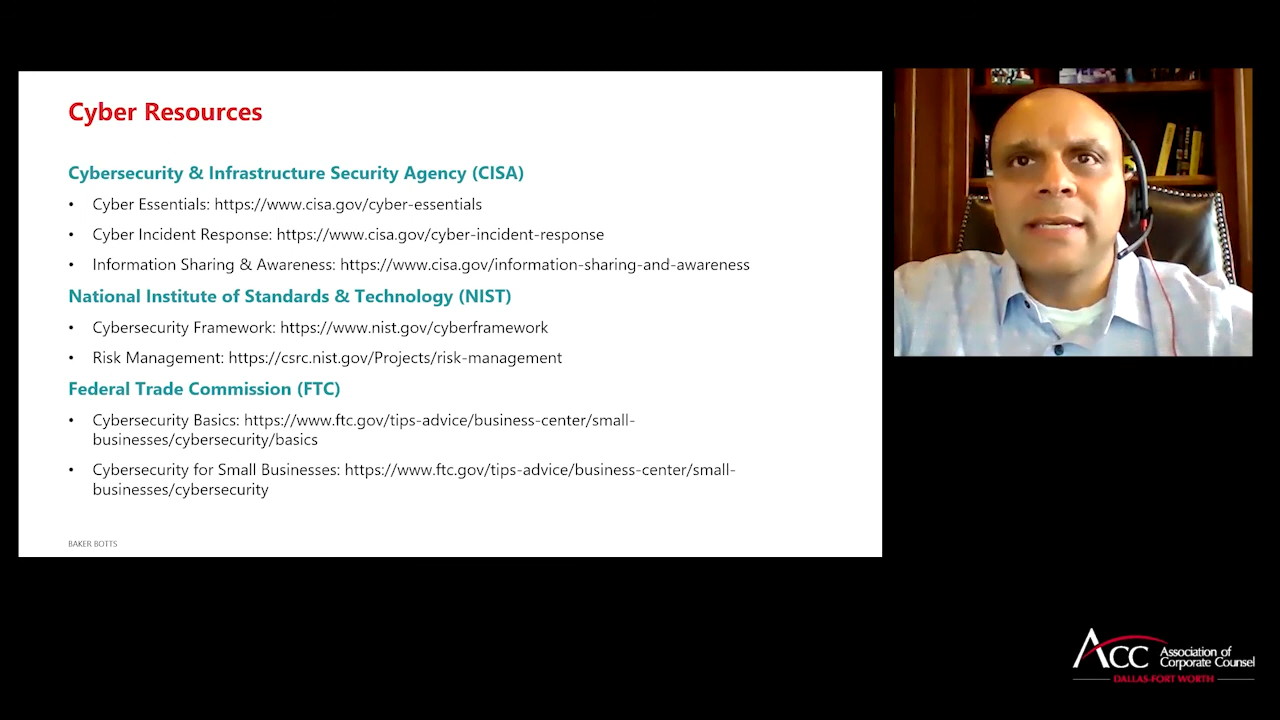 Cyber Resources
Cybersecurity & Infrastructure Security Agency (CISA)
• Cyber Essentials: https://www.cisa.gov/cyber-essentials
• Cyber Incident Response: https://www.cisa.gov/cyber-incident-response
• Information Sharing & Awareness: https://www.cisa.gov/information-sharing-and-awareness
National Institute of Standards & Technology (NIST)
• Cybersecurity Framework: https://www.nist.gov/cyberframework
• Risk Management: https://csrc.nist.gov/Projects/risk-management
Federal Trade Commission (FTC)
• Cybersecurity Basics: https://www.ftc.gov/tips-advice/business-center/small-
businesses/cybersecurity/basics
• Cybersecurity for Small Businesses: https://www.ftc.gov/tips-advice/business-center/small-
businesses/cybersecurity
BAKER BOTTS
ACC Association of
Corporate Counsel
DALLAS-FORT WORTH